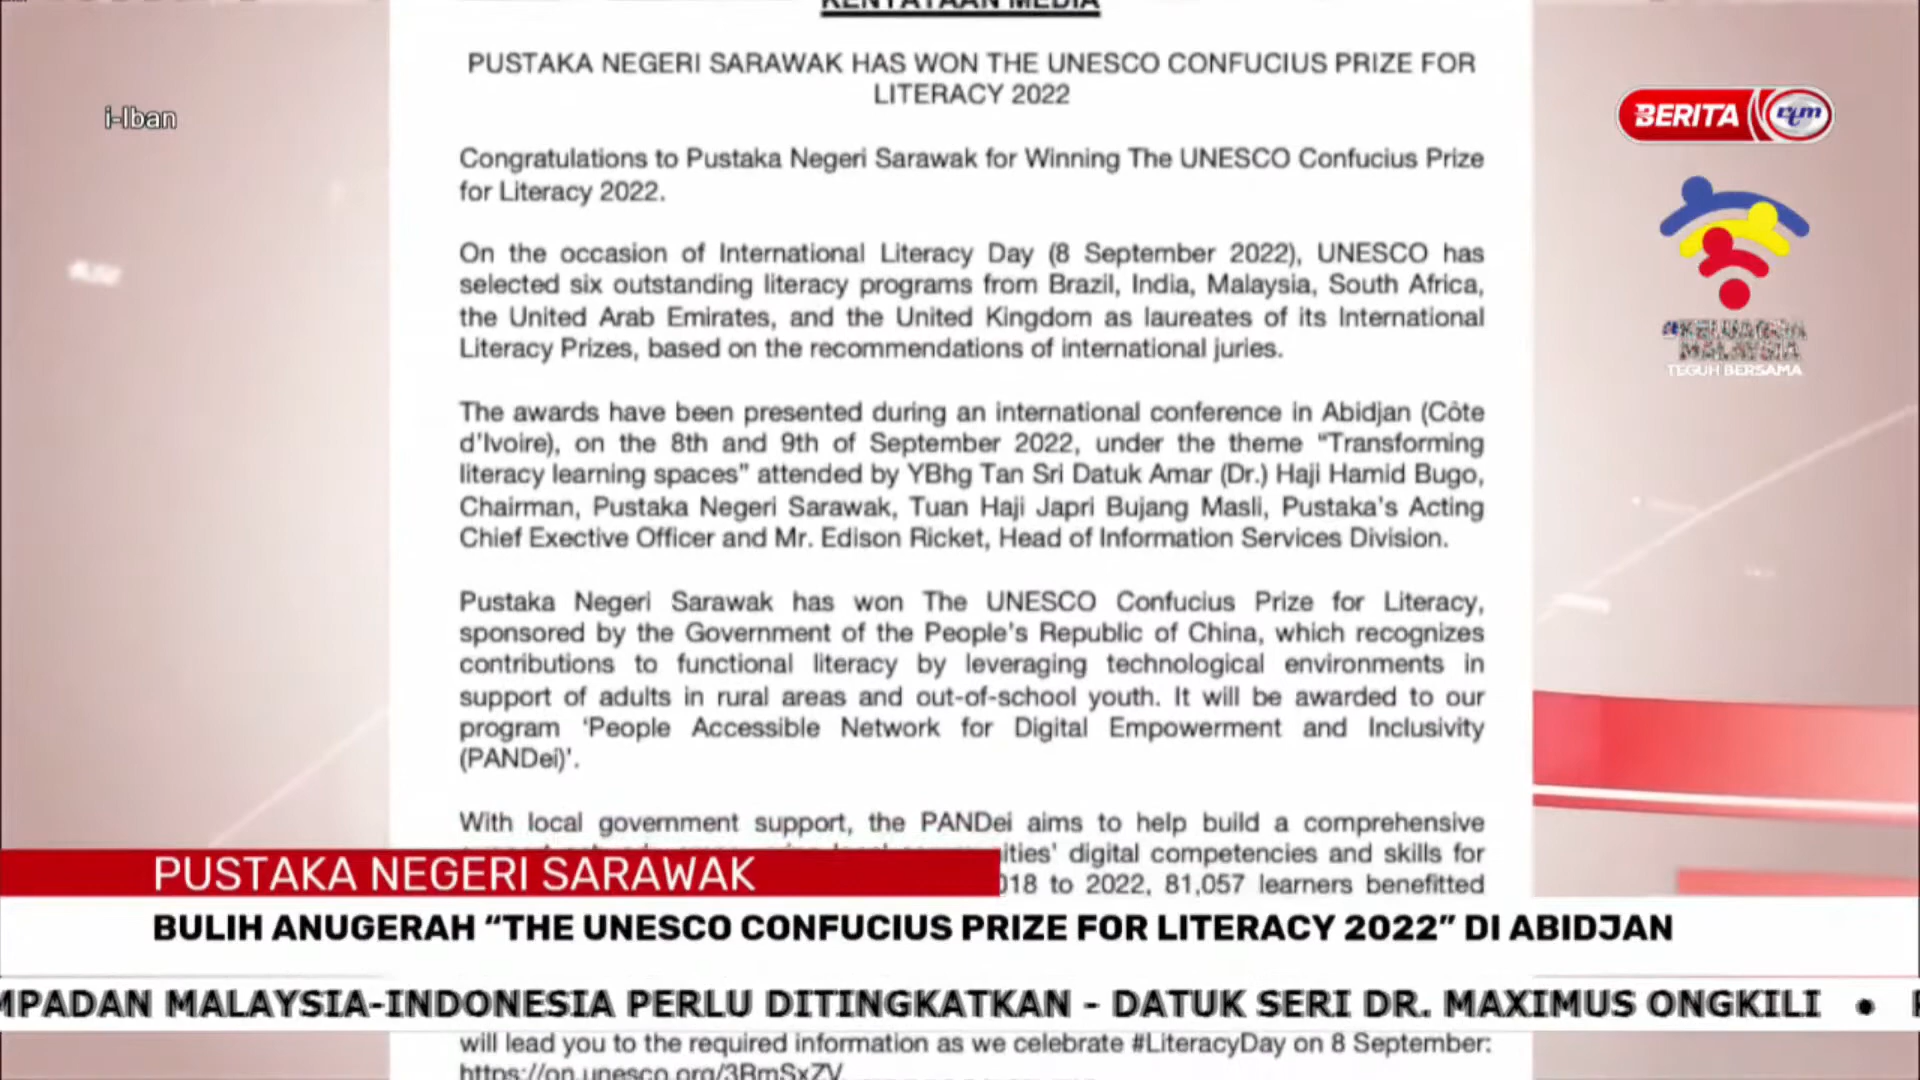 KENYATAAN MEDIA
PUSTAKA NEGERI SARAWAK HAS WON THE UNESCO CONFUCIUS PRIZE FOR
LITERACY 2022
i-Iban
BERITA rtm
Congratulations to Pustaka Negeri Sarawak for Winning The UNESCO Confucius Prize
for Literacy 2022.
On the occasion of International Literacy Day (8 September 2022), UNESCO has
selected six outstanding literacy programs from Brazil, India, Malaysia, South Africa,
the United Arab Emirates, and the United Kingdom as laureates of its International
Literacy Prizes, based on the recommendations of international juries.
#KELUARGA
MALAYSIA
TEGUH BERSAMA
The awards have been presented during an international conference in Abidjan (Côte
d'Ivoire), on the 8th and 9th of September 2022, under the theme “Transforming
literacy learning spaces” attended by YBhg Tan Sri Datuk Amar (Dr.) Haji Hamid Bugo,
Chairman, Pustaka Negeri Sarawak, Tuan Haji Japri Bujang Masli, Pustaka's Acting
Chief Exective Officer and Mr. Edison Ricket, Head of Information Services Division.
Pustaka Negeri Sarawak has won The UNESCO Confucius Prize for Literacy,
sponsored by the Government of the People's Republic of China, which recognizes
contributions to functional literacy by leveraging technological environments in
support of adults in rural areas and out-of-school youth. It will be awarded to our
program 'People Accessible Network for Digital Empowerment and Inclusivity
(PANDei)'.
With local government support, the PANDei aims to help build a comprehensive
digital competencies and skills for
to 2022, 81,057 learners benefitted
PUSTAKA NEGERI SARAWAK
BULIH ANUGERAH “THE UNESCO CONFUCIUS PRIZE FOR LITERACY 2022” DI ABIDJAN
MPADAN MALAYSIA-INDONESIA PERLU DITINGKATKAN - DATUK SERI DR. MAXIMUS ONGKILI •
will lead you to the required information as we celebrate #LiteracyDay on 8 September:
https://on.unesco.org/3RmSxZV